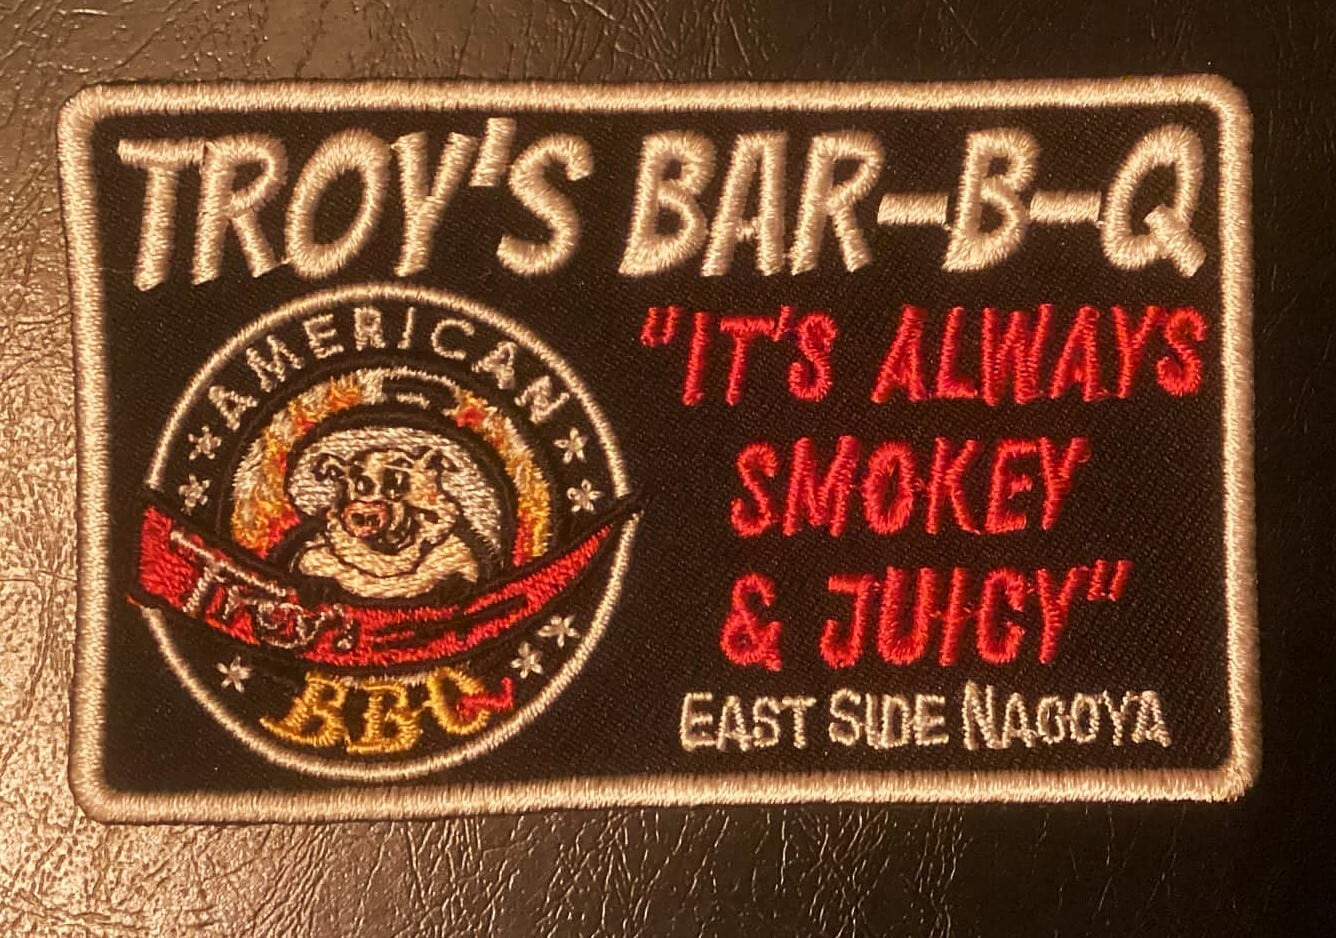 TROY'S BAR-B-Q
AMERICAN
Troy's
BBQ
"IT'S ALWAYS
SMOKEY
& JUICY"
EAST SIDE NAGOYA